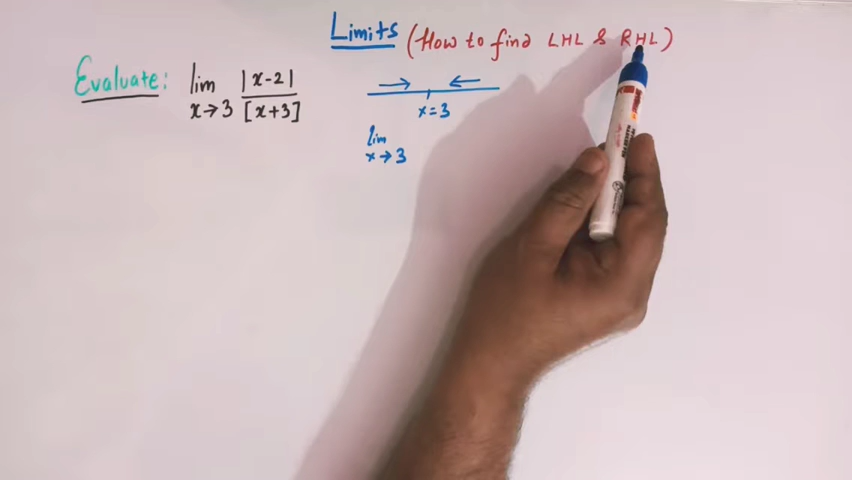 Limits (How to find LHL & RHL)
Evaluate: lim x→3 |x-2| / [x+3]
x=3
lim x→3